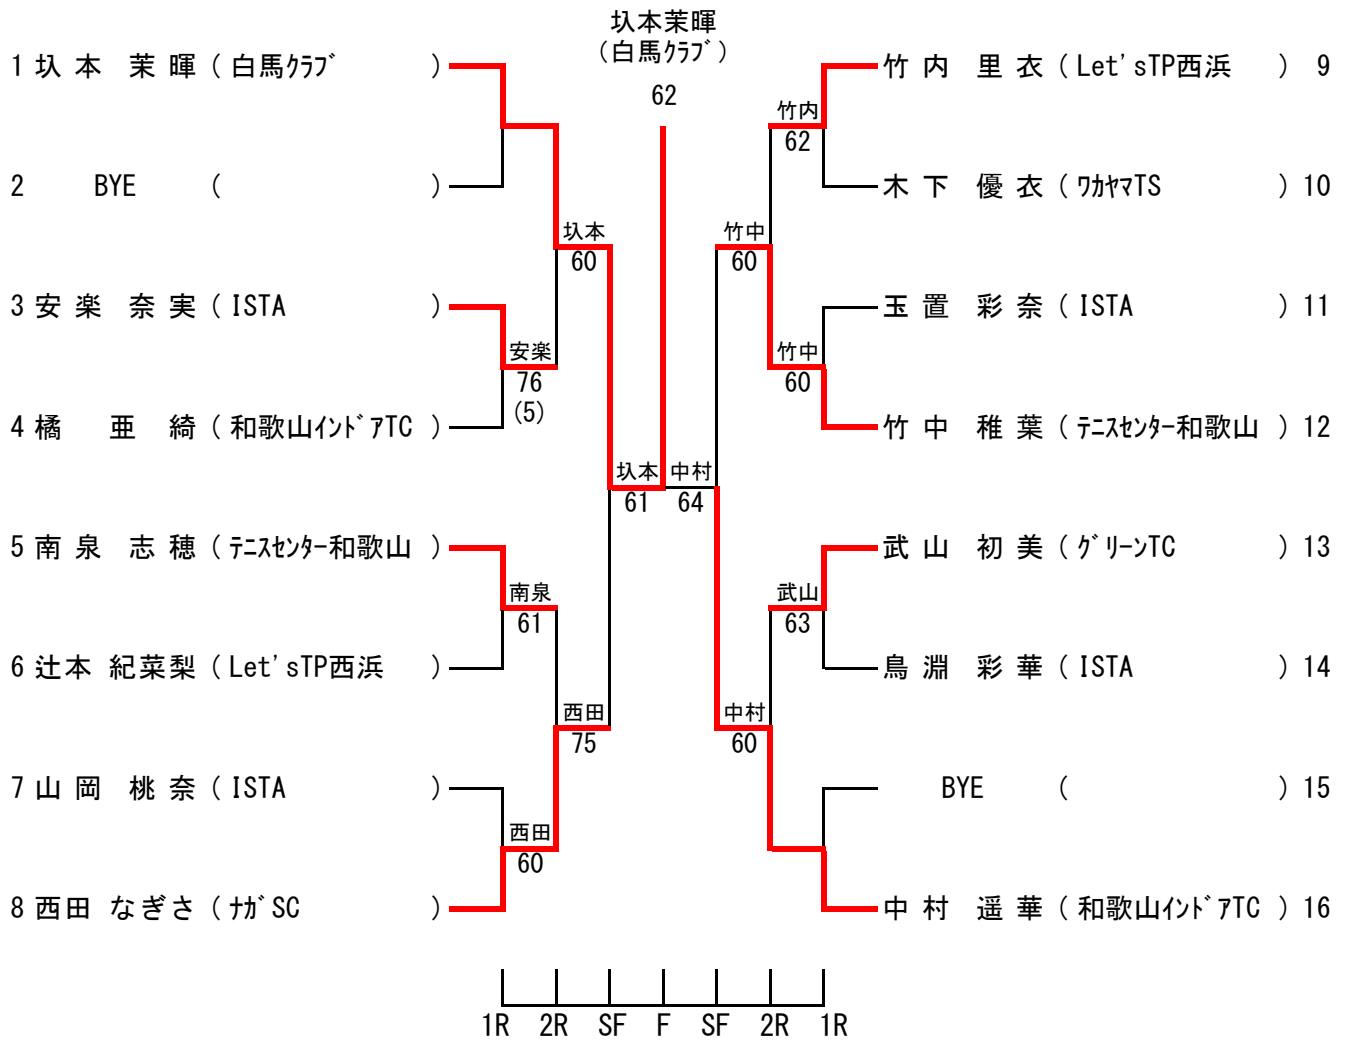 圦本茉暉
(白馬ｸﾗﾌﾞ)
62
1 圦本 茉暉 (白馬ｸﾗﾌﾞ )
2 BYE ( )
3 安楽 奈実 (ISTA )
4 橘 亜綺 (和歌山ｲﾝﾄﾞｱTC )
5 南泉 志穂 (ﾃﾆｽｾﾝﾀｰ和歌山 )
6 辻本 紀菜梨 (Let'sTP西浜 )
7 山岡 桃奈 (ISTA )
8 西田 なぎさ (ﾅｶﾞSC )
安楽
76
(5)
南泉
61
西田
60
圦本
60
西田
75
圦本
61
中村
64
竹中
60
中村
60
竹内
62
竹中
60
武山
63
竹内 里衣 (Let'sTP西浜 ) 9
木下 優衣 (ﾜｶﾔﾏTS ) 10
玉置 彩奈 (ISTA ) 11
竹中 稚葉 (ﾃﾆｽｾﾝﾀｰ和歌山 ) 12
武山 初美 (ｸﾞﾘｰﾝTC ) 13
鳥淵 彩華 (ISTA ) 14
BYE ( ) 15
中村 遥華 (和歌山ｲﾝﾄﾞｱTC ) 16
1R 2R SF F SF 2R 1R